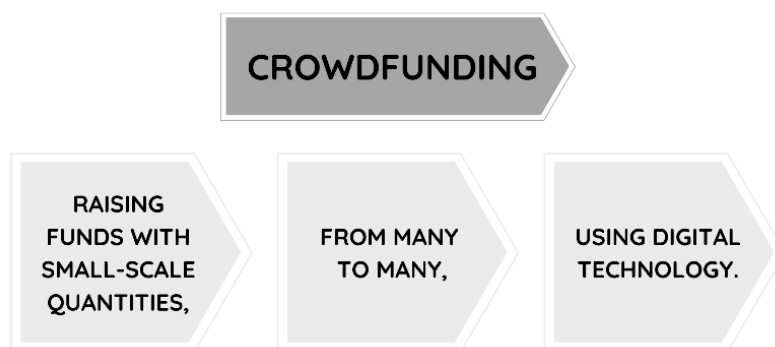 CROWDFUNDING
RAISING
FUNDS WITH
SMALL-SCALE
QUANTITIES,
FROM MANY
TO MANY,
USING DIGITAL
TECHNOLOGY.